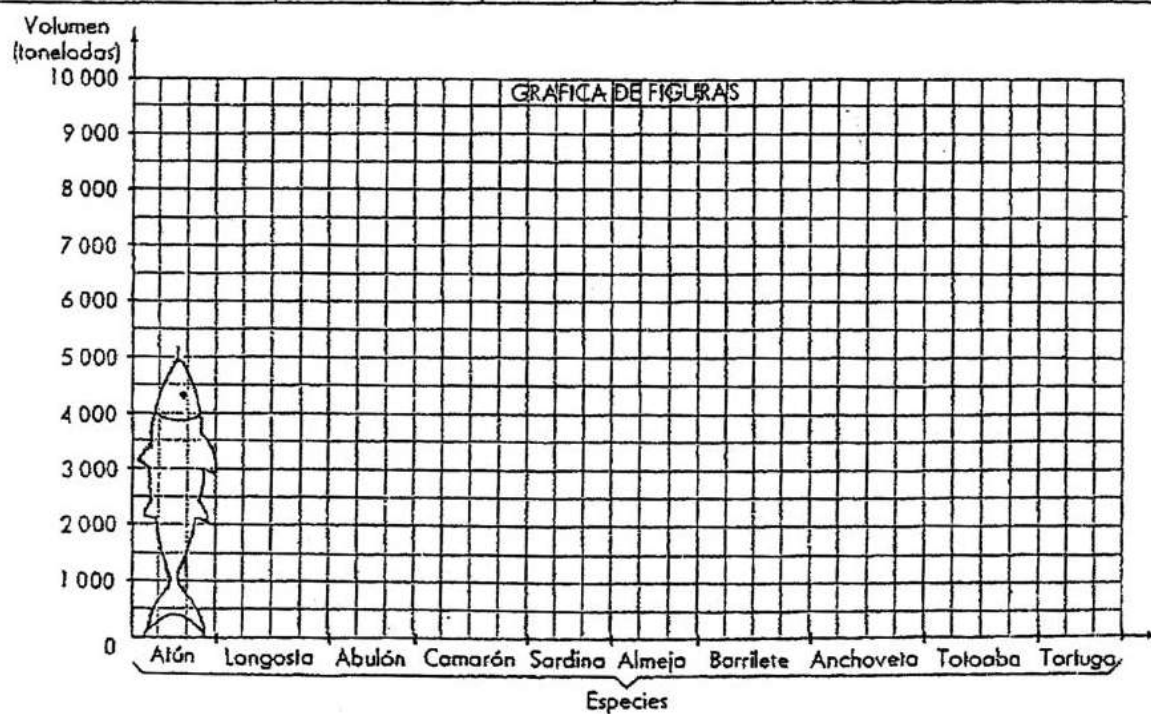 Volumen
(toneladas)
GRAFICA DE FIGURAS
10 000
9 000
8 000
7 000
6 000
5 000
4 000
3 000
2 000
1 000
0
Atún Longosta Abulón Camarón Sardina Almeja Barrilete Anchoveta Totoaba Tortuga
Especies